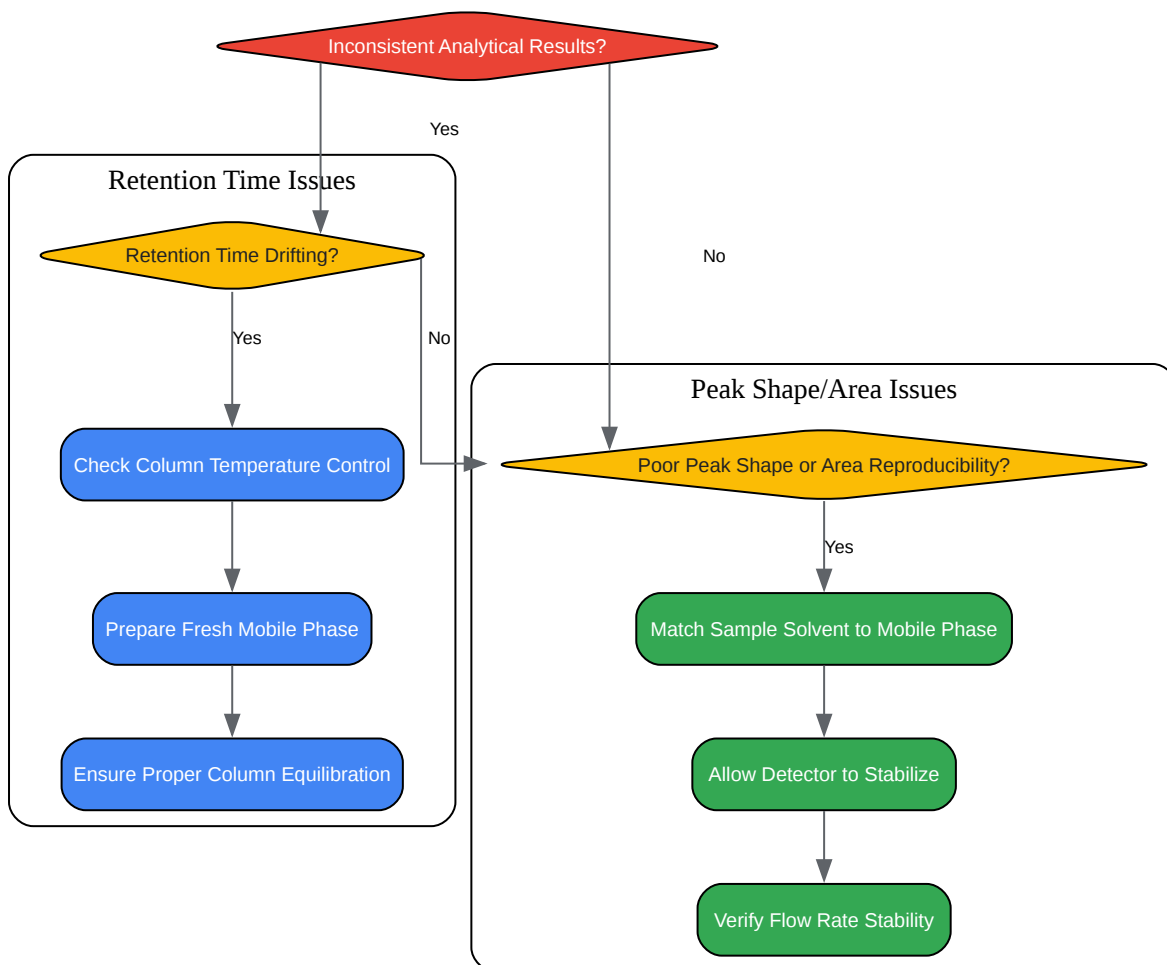 Inconsistent Analytical Results?
Yes
Retention Time Issues
Retention Time Drifting?
No
Yes
No
Peak Shape/Area Issues
Check Column Temperature Control
Poor Peak Shape or Area Reproducibility?
Yes
Prepare Fresh Mobile Phase
Match Sample Solvent to Mobile Phase
Ensure Proper Column Equilibration
Allow Detector to Stabilize
Verify Flow Rate Stability